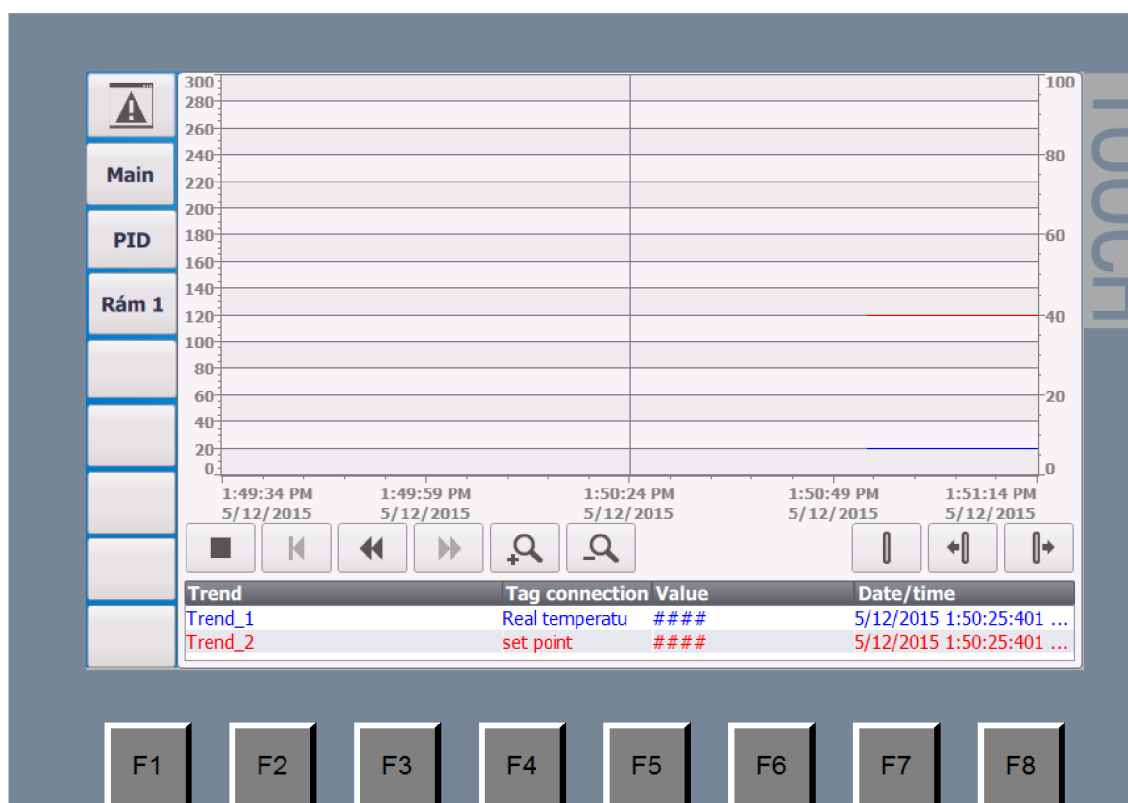 300
280
260
240
220
200
180
160
140
120
100
80
60
40
20
0
100
80
60
40
20
0
Main
PID
Rám 1
1:49:34 PM 1:49:59 PM 1:50:24 PM 1:50:49 PM 1:51:14 PM
5/12/2015 5/12/2015 5/12/2015 5/12/2015 5/12/2015
Trend Tag connection Value Date/time
Trend_1 Real temperatu #### 5/12/2015 1:50:25:401 ...
Trend_2 set point #### 5/12/2015 1:50:25:401 ...
TOUCH
F1 F2 F3 F4 F5 F6 F7 F8